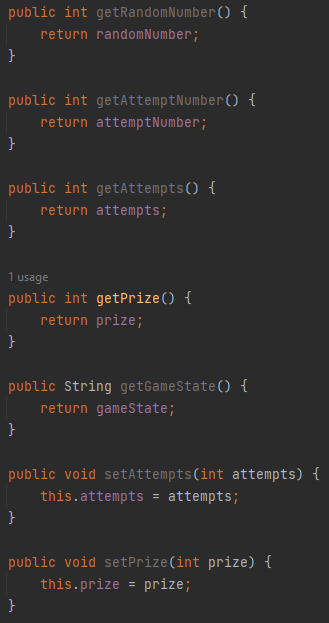 public int getRandomNumber() {
    return randomNumber;
}

public int getAttemptNumber() {
    return attemptNumber;
}

public int getAttempts() {
    return attempts;
}

1 usage
public int getPrize() {
    return prize;
}

public String getGameState() {
    return gameState;
}

public void setAttempts(int attempts) {
    this.attempts = attempts;
}

public void setPrize(int prize) {
    this.prize = prize;
}